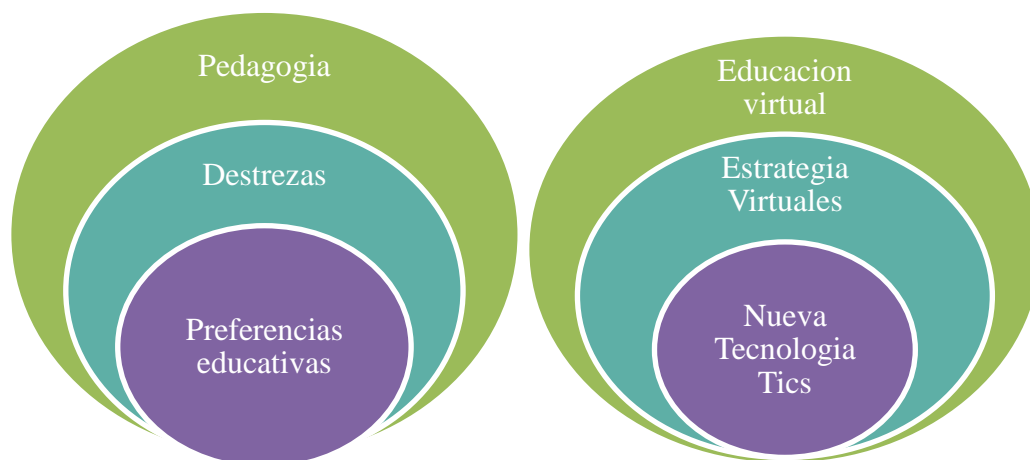 Pedagogia
Destrezas
Preferencias
educativas
Educacion
virtual
Estrategia
Virtuales
Nueva
Tecnologia
Tics